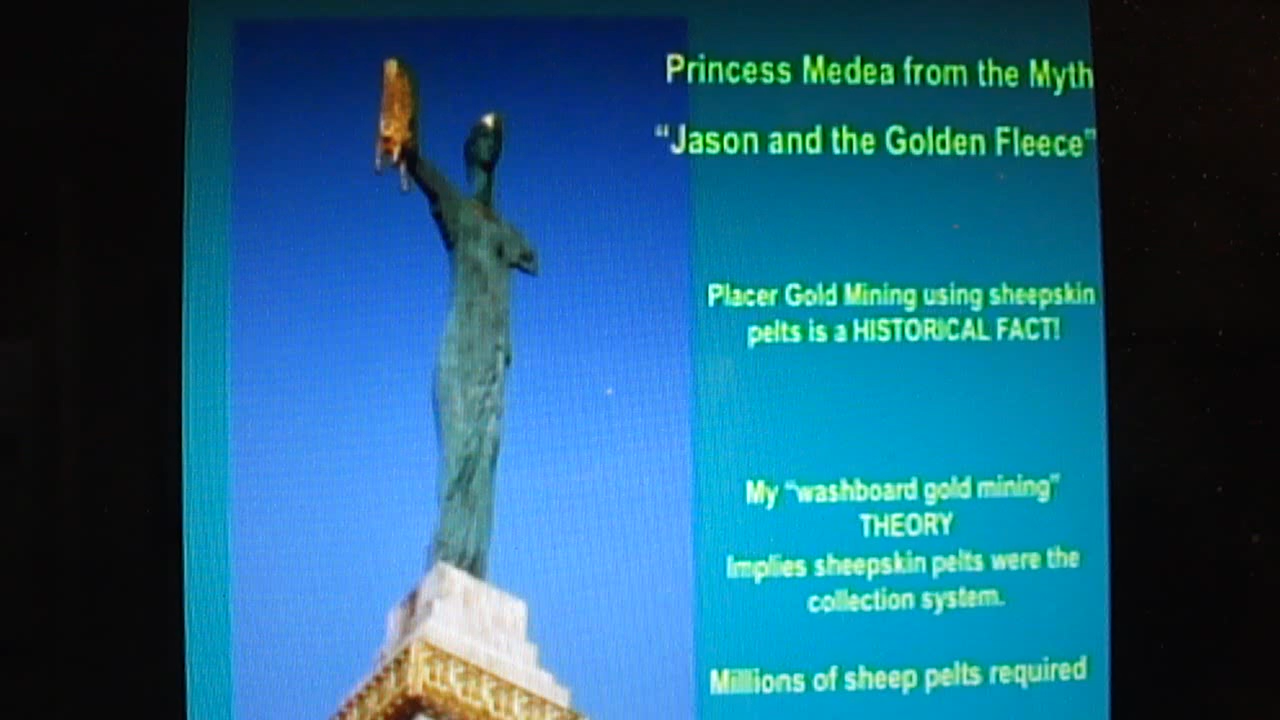 Princess Medea from the Myth
“Jason and the Golden Fleece”
Placer Gold Mining using sheepskin
pelts is a HISTORICAL FACT!
My “washboard gold mining”
THEORY
Implies sheepskin pelts were the
collection system.
Millions of sheep pelts required